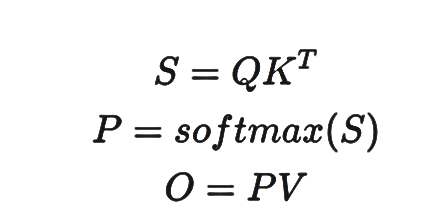 S = QK^T
P = softmax(S)
O = PV